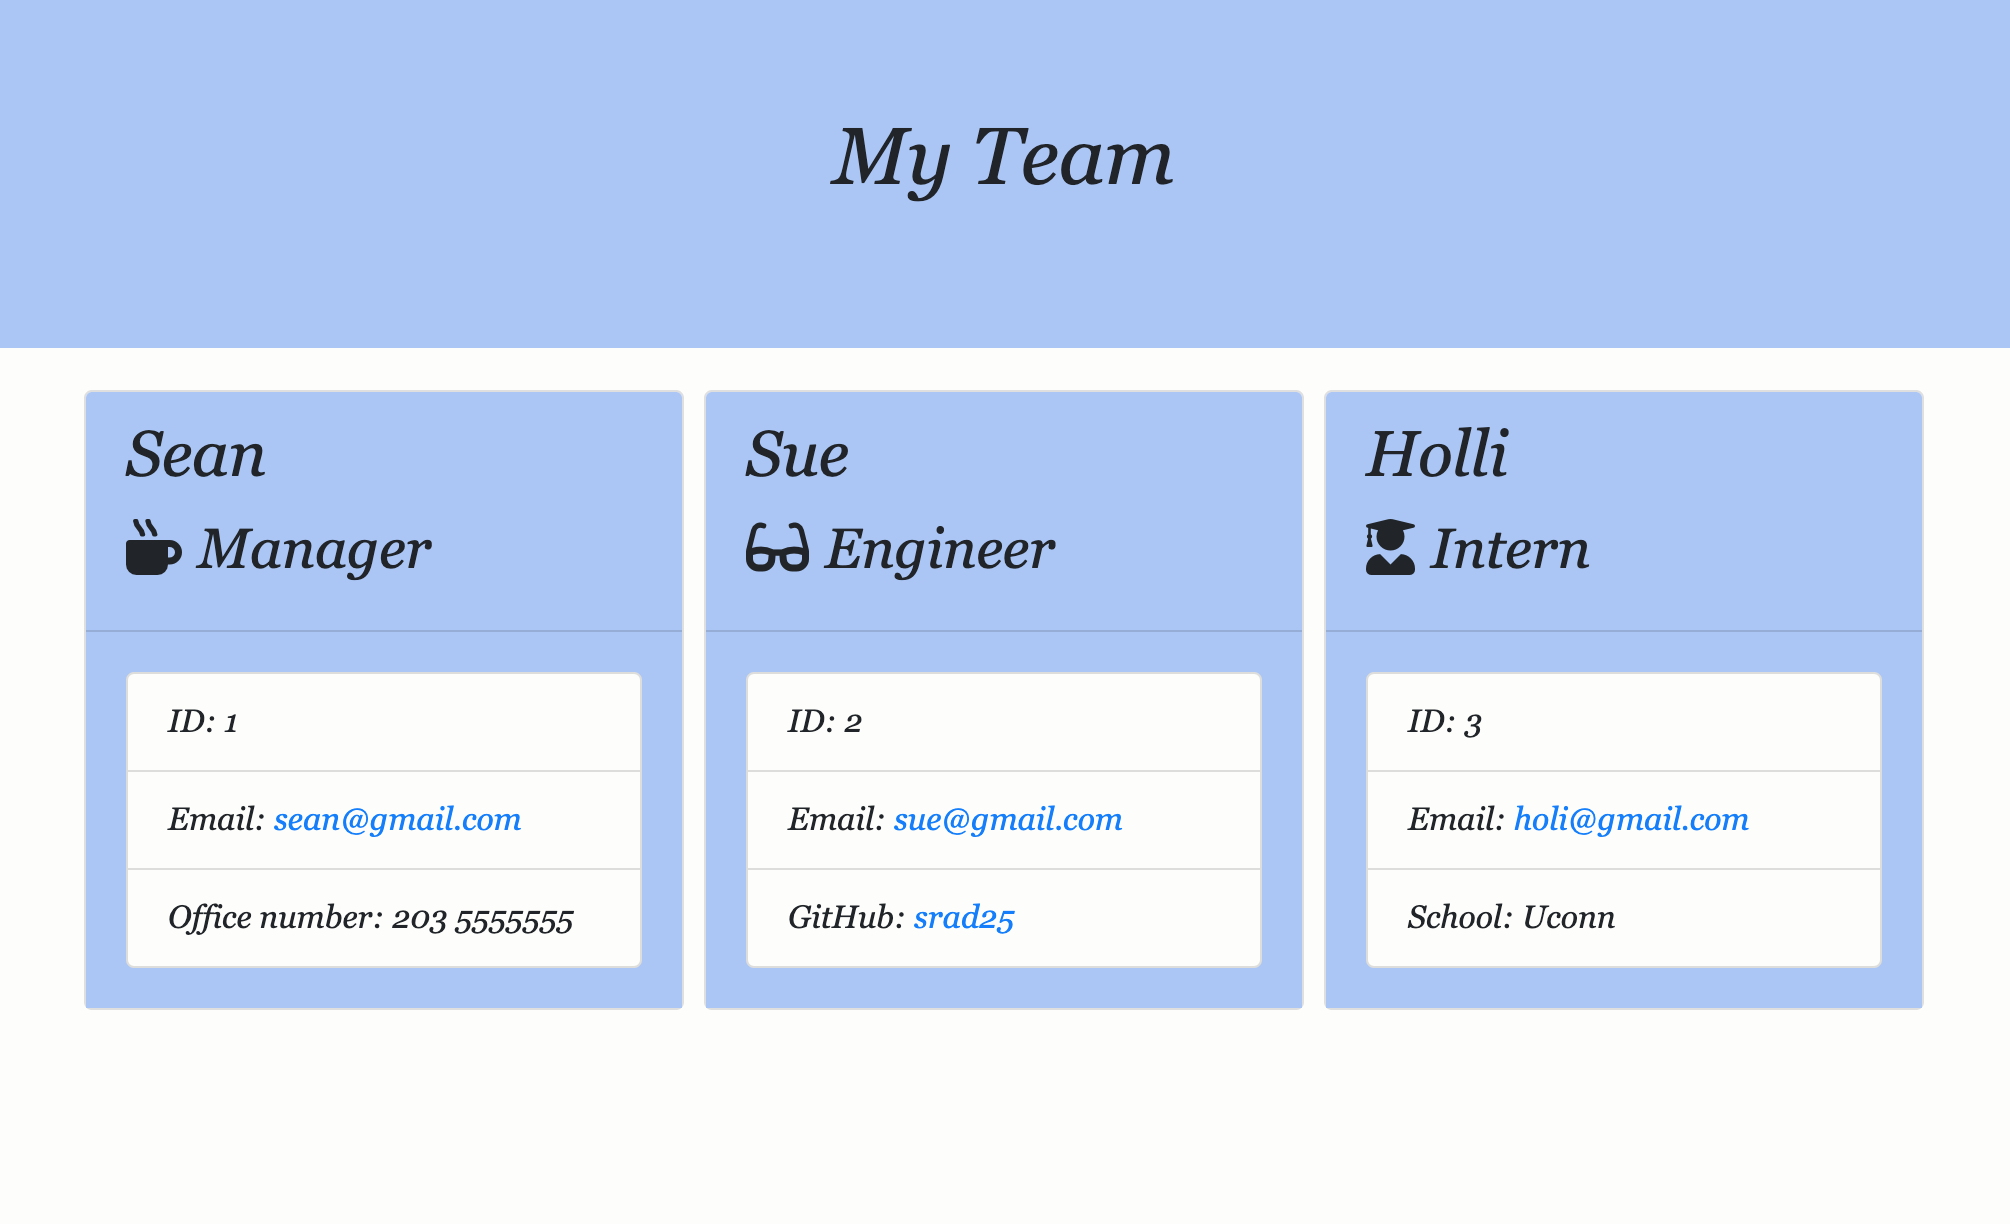 My Team
Sean
Manager
ID: 1
Email: sean@gmail.com
Office number: 203 5555555
Sue
Engineer
ID: 2
Email: sue@gmail.com
GitHub: srad25
Holli
Intern
ID: 3
Email: holi@gmail.com
School: Uconn